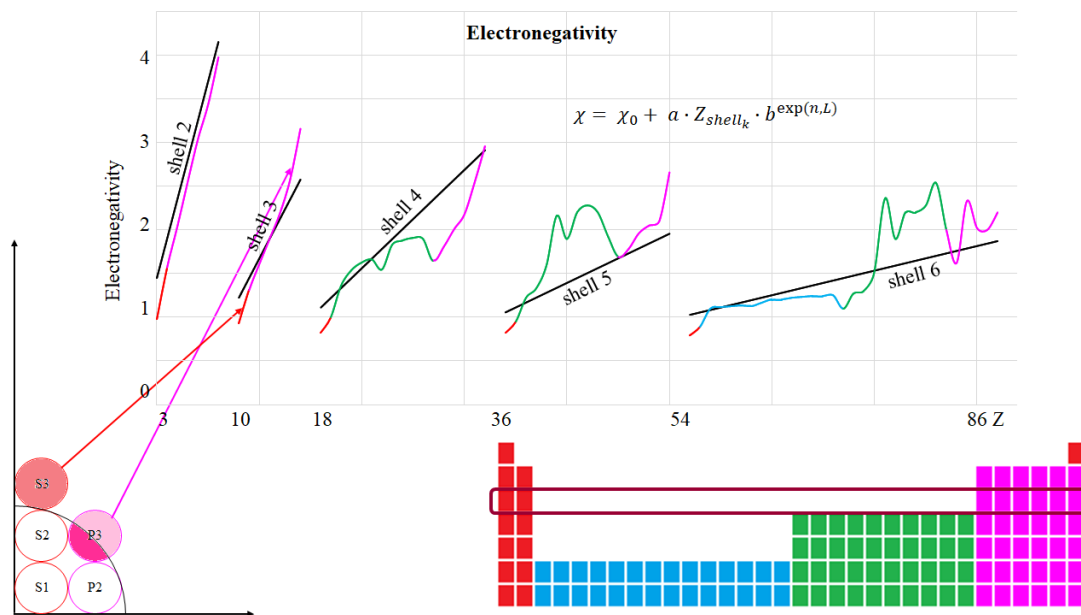 Electronegativity
χ = χ₀ + a · Z_shell_k · b^exp(n,L)
Electronegativity
4
3
2
1
0
shell 2
shell 3
shell 4
shell 5
shell 6
3
10
18
36
54
86 Z
S3
S2
P3
S1
P2